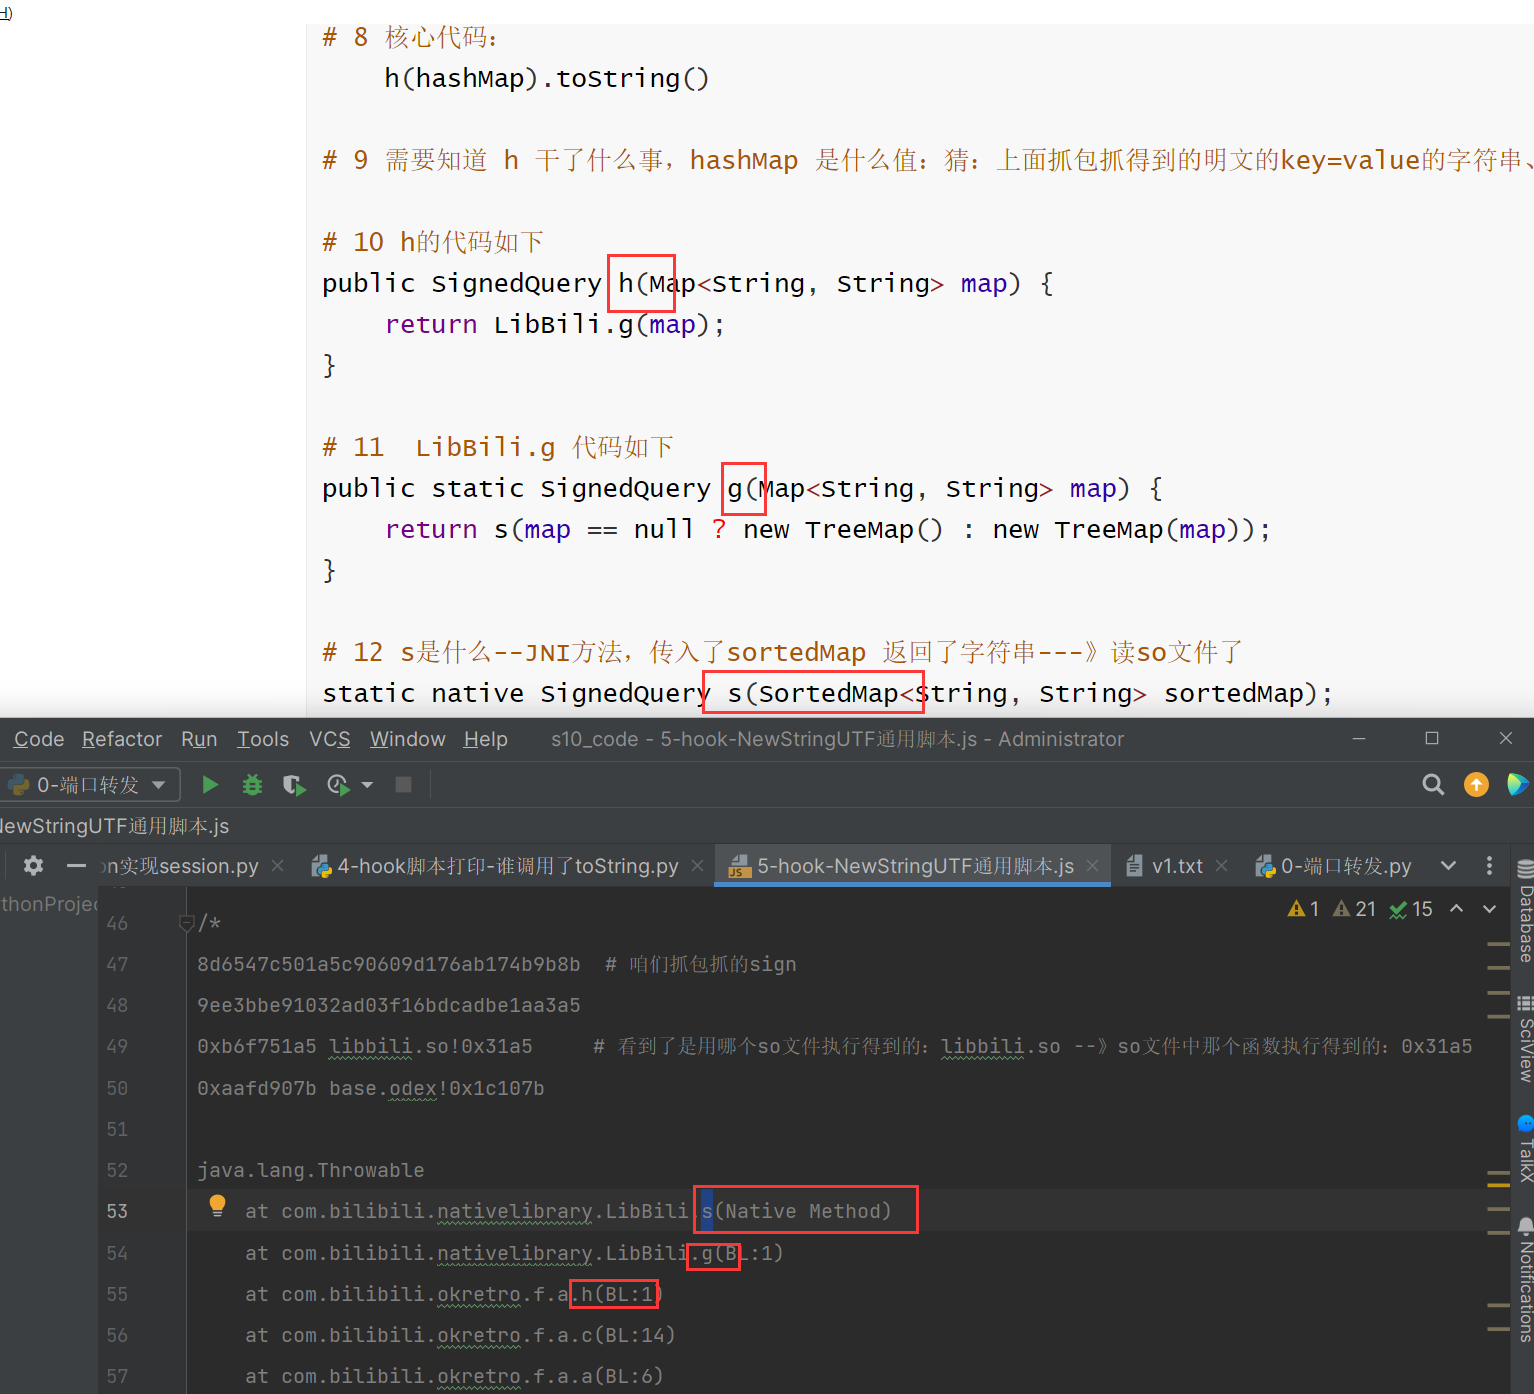 H)
# 8 核心代码：
h(hashMap).toString()
# 9 需要知道 h 干了什么事，hashMap 是什么值：猜：上面抓包抓得到的明文的key=value的字符串、
# 10 h的代码如下
public SignedQuery h(Map<String, String> map) {
return LibBili.g(map);
}
# 11  LibBili.g 代码如下
public static SignedQuery g(Map<String, String> map) {
return s(map == null ? new TreeMap() : new TreeMap(map));
}
# 12 s是什么--JNI方法，传入了sortedMap 返回了字符串---》读so文件了
static native SignedQuery s(SortedMap<String, String> sortedMap);
Code Refactor Run Tools VCS Window Help s10_code - 5-hook-NewStringUTF通用脚本.js - Administrator
0-端口转发
NewStringUTF通用脚本.js
on实现session.py 4-hook脚本打印-谁调用了toString.py 5-hook-NewStringUTF通用脚本.js v1.txt 0-端口转发.py
thonProjec
1 21 15
46 /*
47 8d6547c501a5c90609d176ab174b9b8b  # 咱们抓包抓的sign
48 9ee3bbe91032ad03f16bdcadbe1aa3a5
49 0xb6f751a5 libbili.so!0x31a5     # 看到了是用哪个so文件执行得到的：libbili.so --》so文件中那个函数执行得到的：0x31a5
50 0xaafd907b base.odex!0x1c107b
51
52 java.lang.Throwable
53 at com.bilibili.nativelibrary.LibBili.s(Native Method)
54 at com.bilibili.nativelibrary.LibBili.g(BL:1)
55 at com.bilibili.okretro.f.a.h(BL:1)
56 at com.bilibili.okretro.f.a.c(BL:14)
57 at com.bilibili.okretro.f.a.a(BL:6)
Database
SciView
TalkX
Notifications